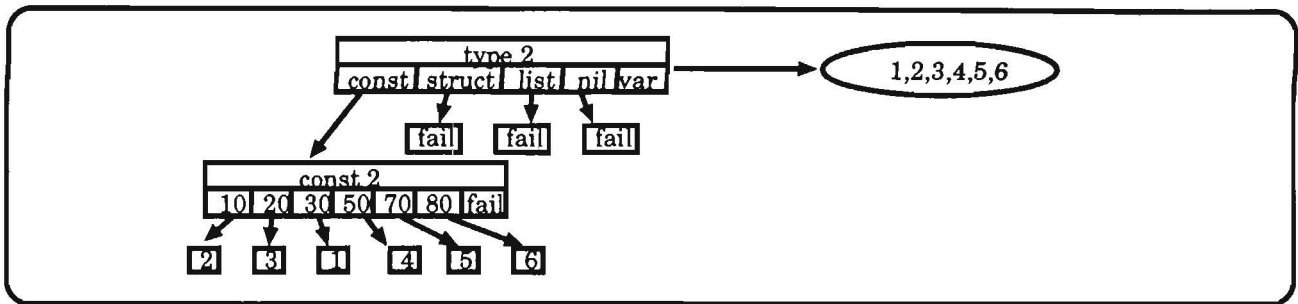 type 2
const struct list nil var
1,2,3,4,5,6
fail fail fail
const 2
10 20 30 50 70 80 fail
2 3 1 4 5 6